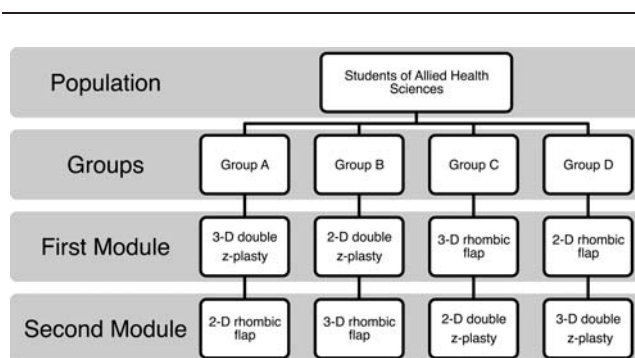 Population
Students of Allied Health
Sciences
Groups
Group A
Group B
Group C
Group D
First Module
3-D double
z-plasty
2-D double
z-plasty
3-D rhombic
flap
2-D rhombic
flap
Second Module
2-D rhombic
flap
3-D rhombic
flap
2-D double
z-plasty
3-D double
z-plasty